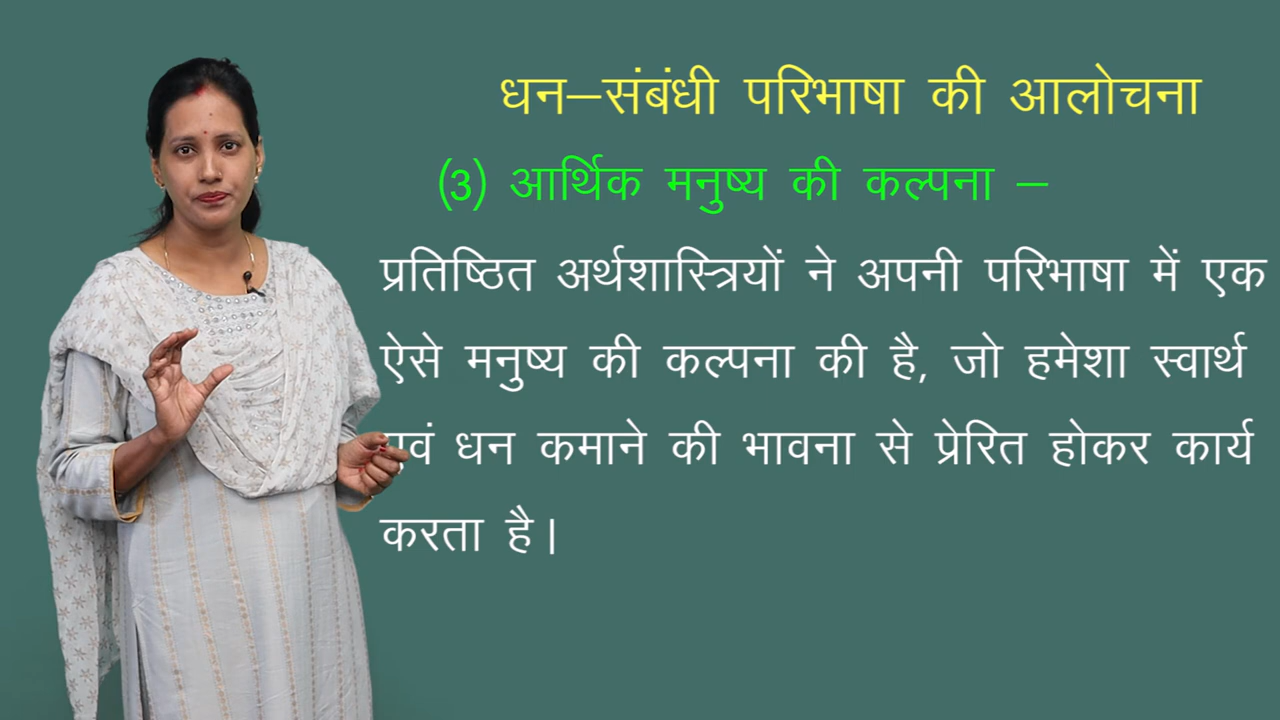 धन–संबंधी परिभाषा की आलोचना
(3) आर्थिक मनुष्य की कल्पना –
प्रतिष्ठित अर्थशास्त्रियों ने अपनी परिभाषा में एक
ऐसे मनुष्य की कल्पना की है, जो हमेशा स्वार्थ
धन कमाने की भावना से प्रेरित होकर कार्य
करता है।